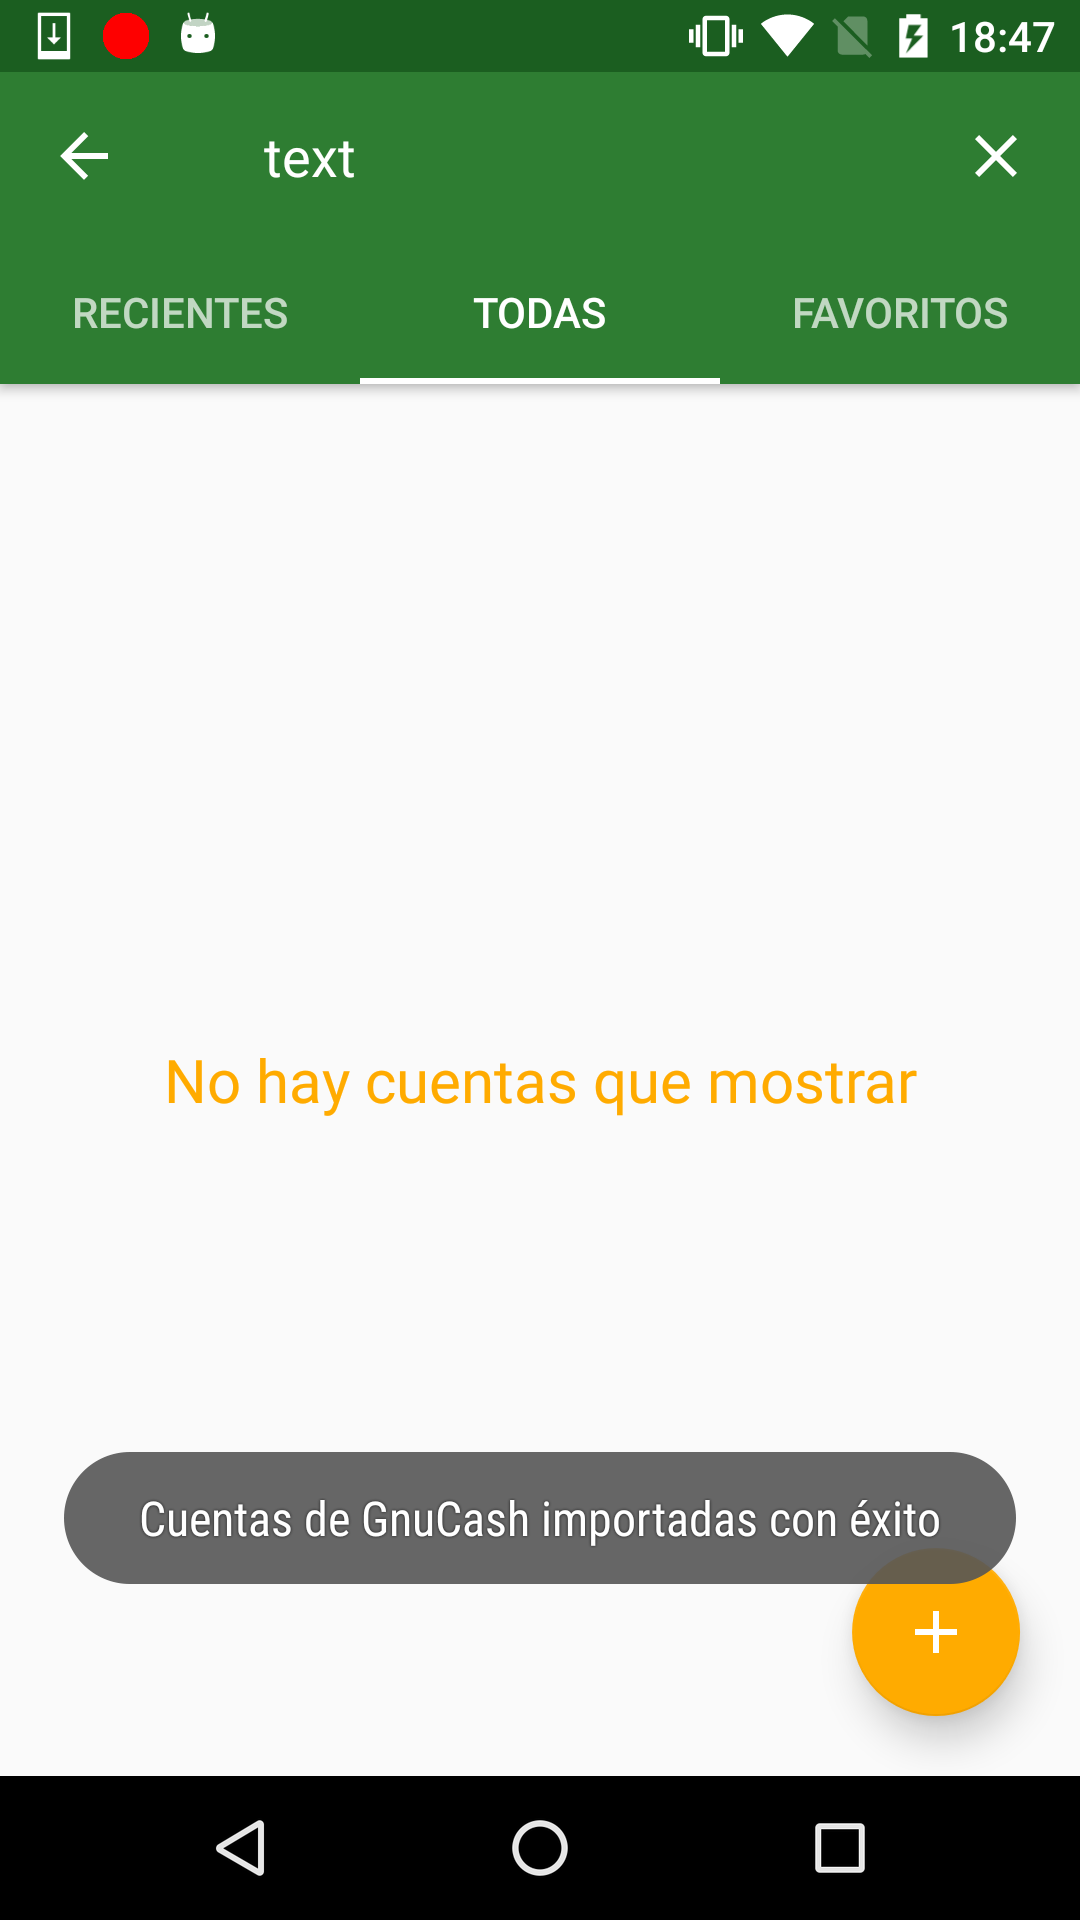 18:47
text
RECIENTES
TODAS
FAVORITOS
No hay cuentas que mostrar
Cuentas de GnuCash importadas con éxito